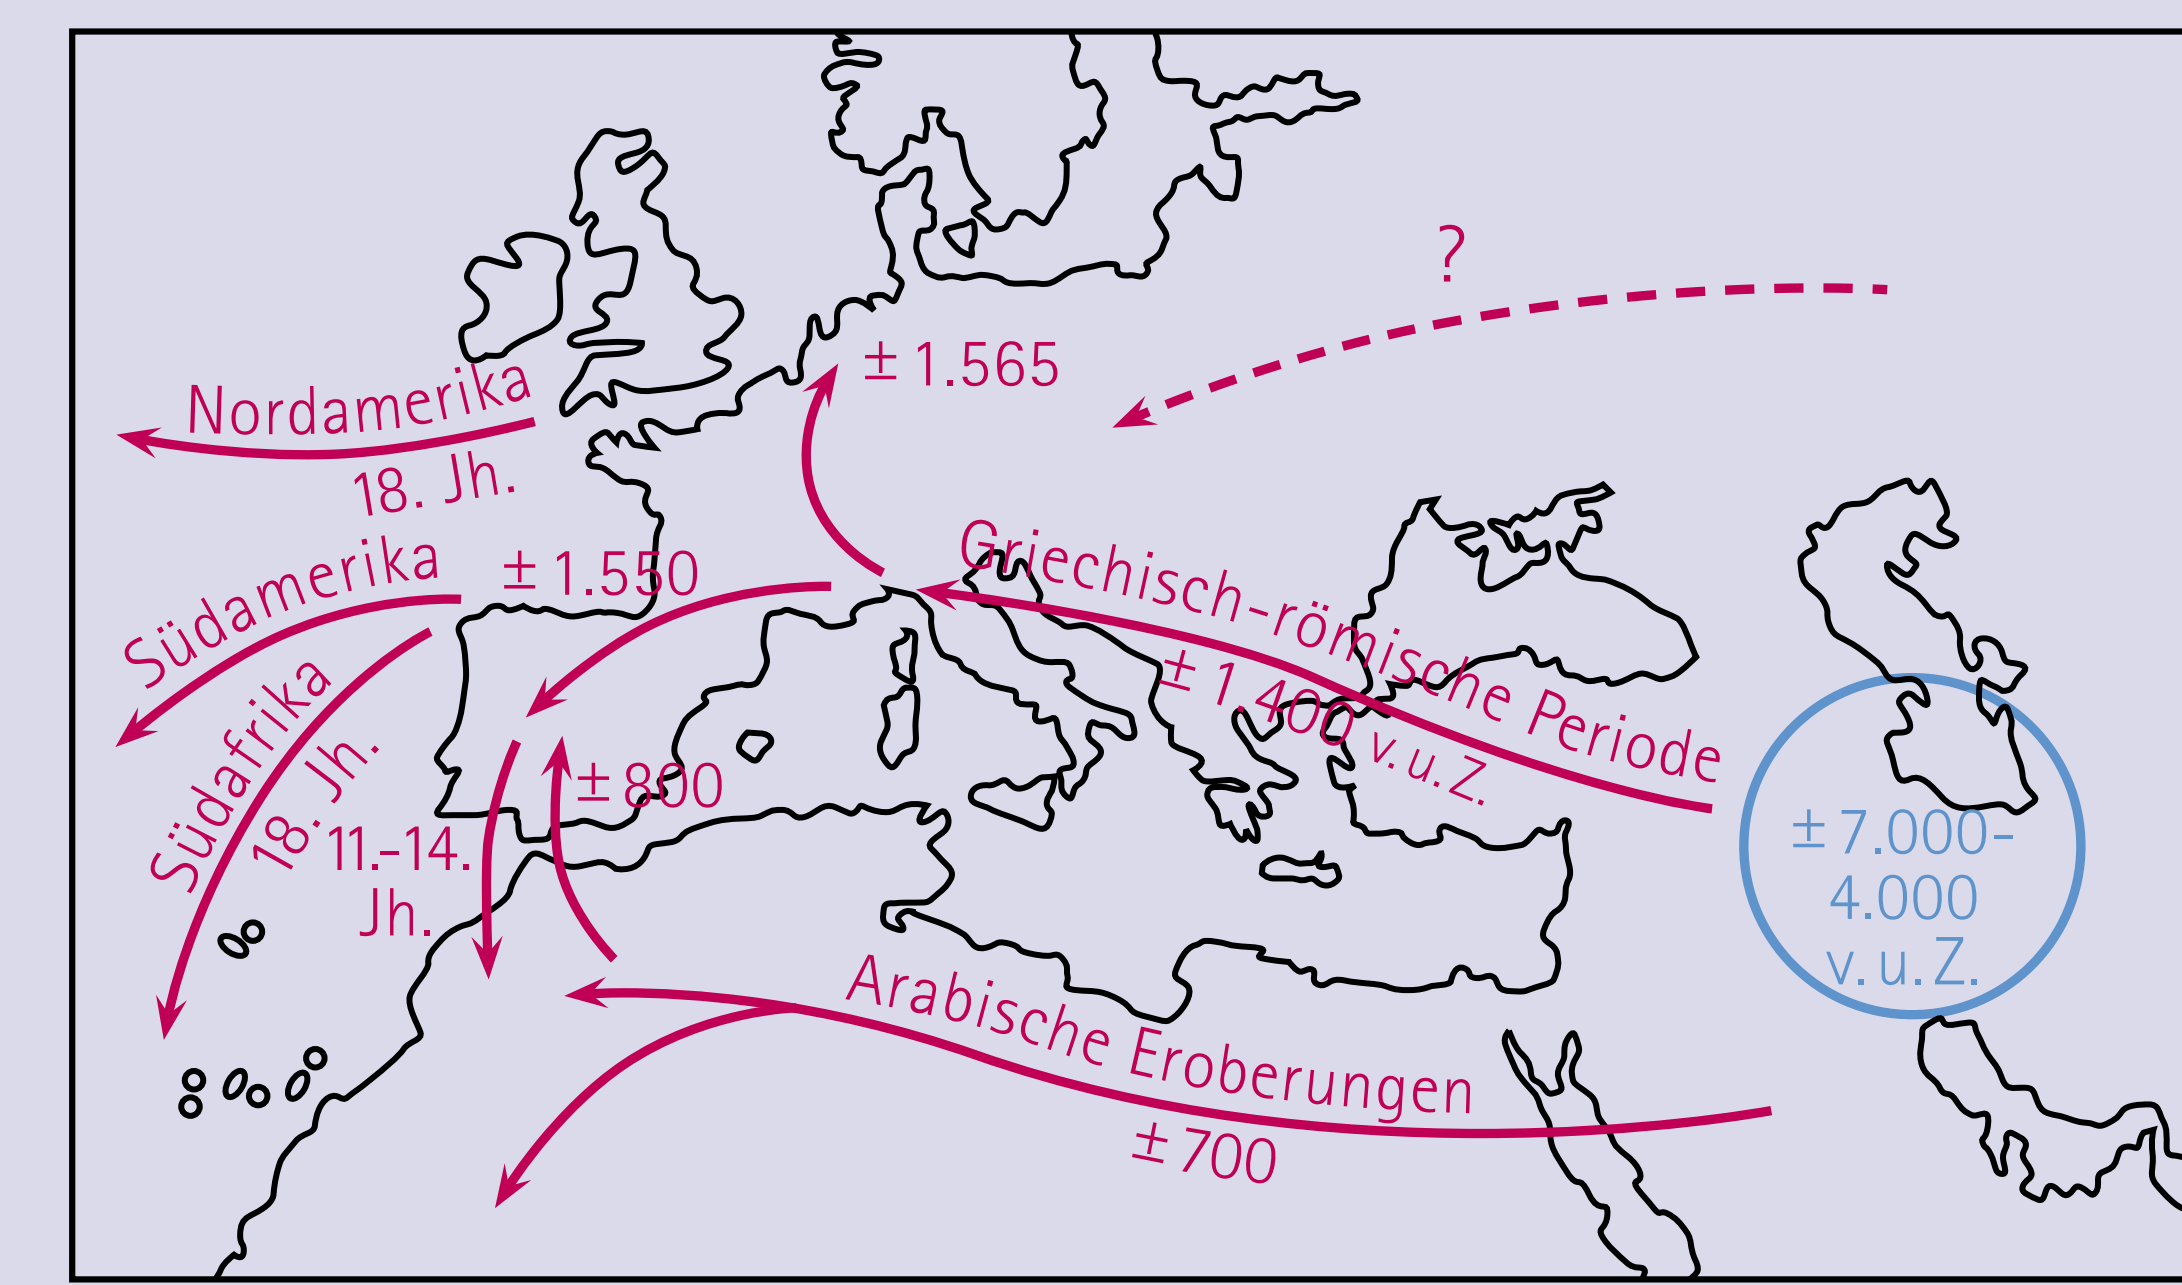 ?
± 1.565
Nordamerika
18. Jh.
Südamerika
± 1.550
Griechisch-römische Periode
± 1.400 v. u. Z.
Südafrika
18. Jh.
± 800
11.-14.
Jh.
± 7.000-
4.000
v. u. Z.
Arabische Eroberungen
± 700